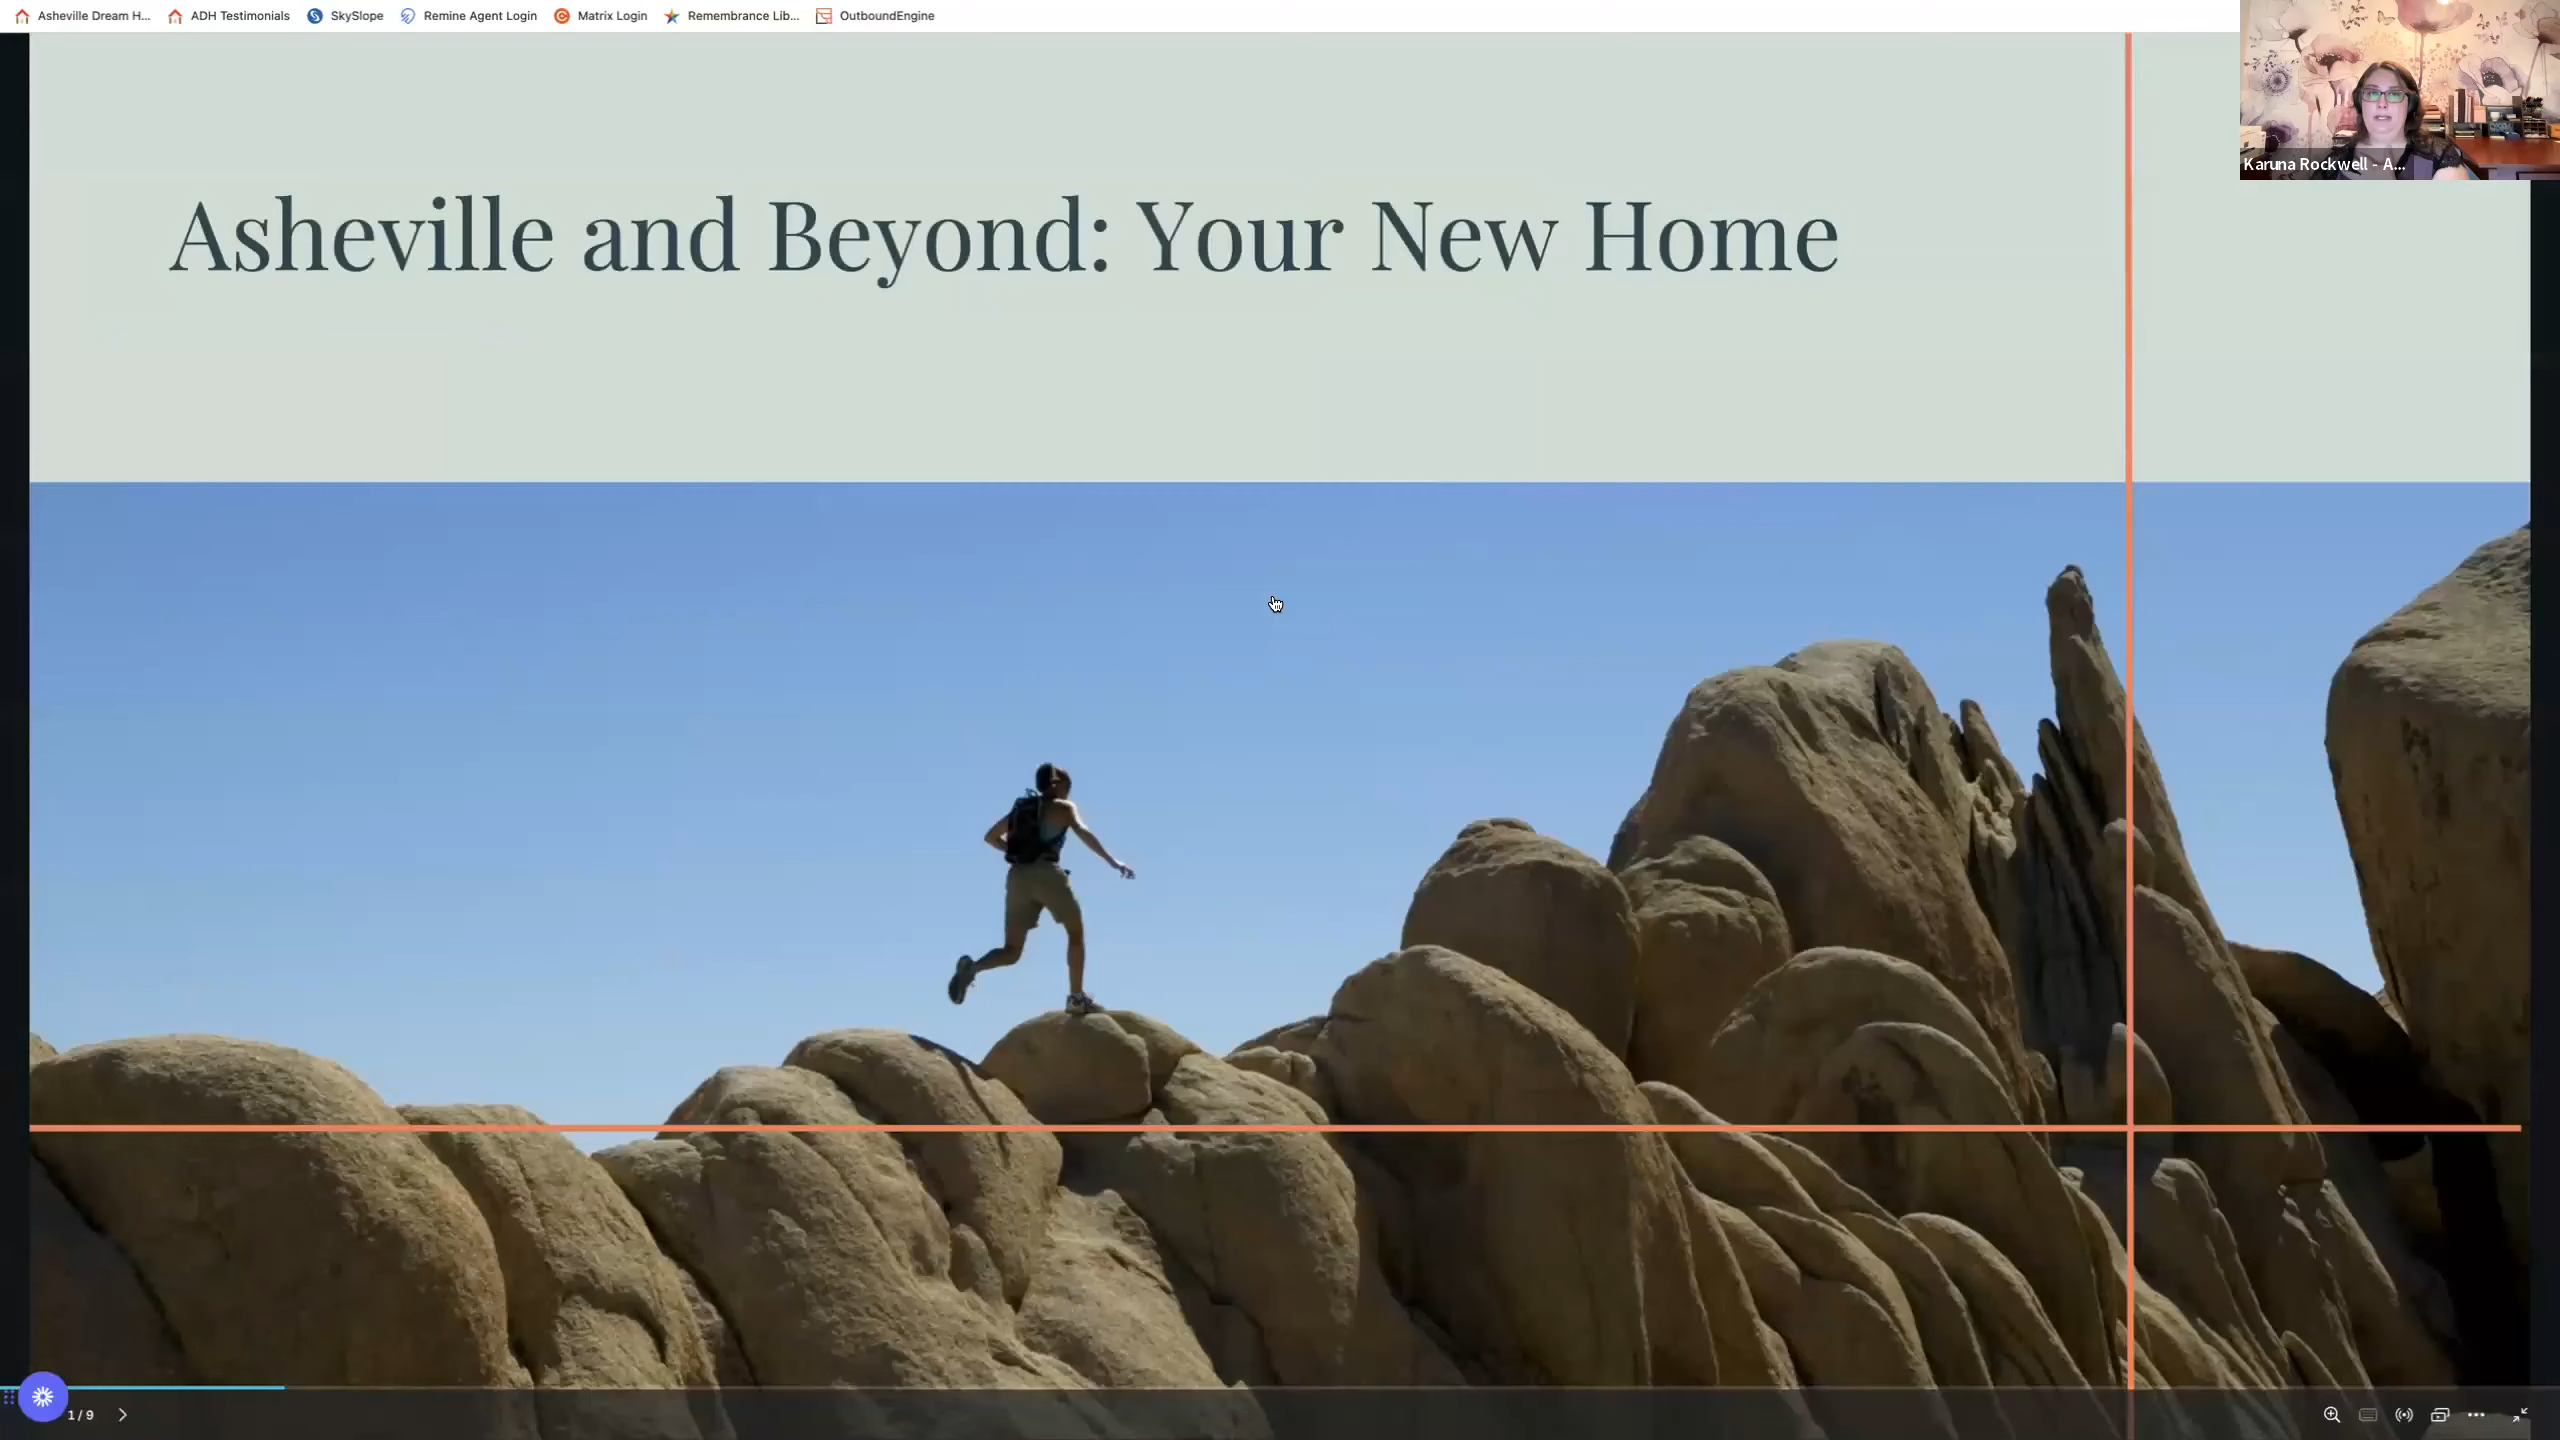 Asheville Dream H... ADH Testimonials SkySlope Remine Agent Login Matrix Login Remembrance Lib... OutboundEngine
Karuna Rockwell - A...
Asheville and Beyond: Your New Home
1 / 9